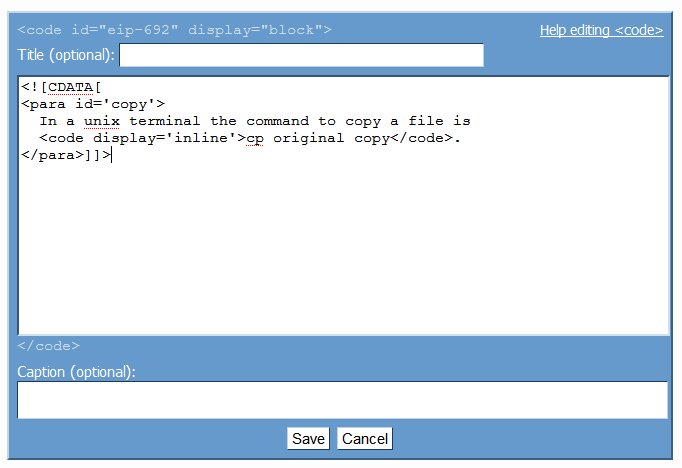 <code id="eip-692" display="block"> Help editing <code>
Title (optional):
<![CDATA[
<para id='copy'>
  In a unix terminal the command to copy a file is
  <code display='inline'>cp original copy</code>.
</para>]]>
</code>
Caption (optional):
Save Cancel